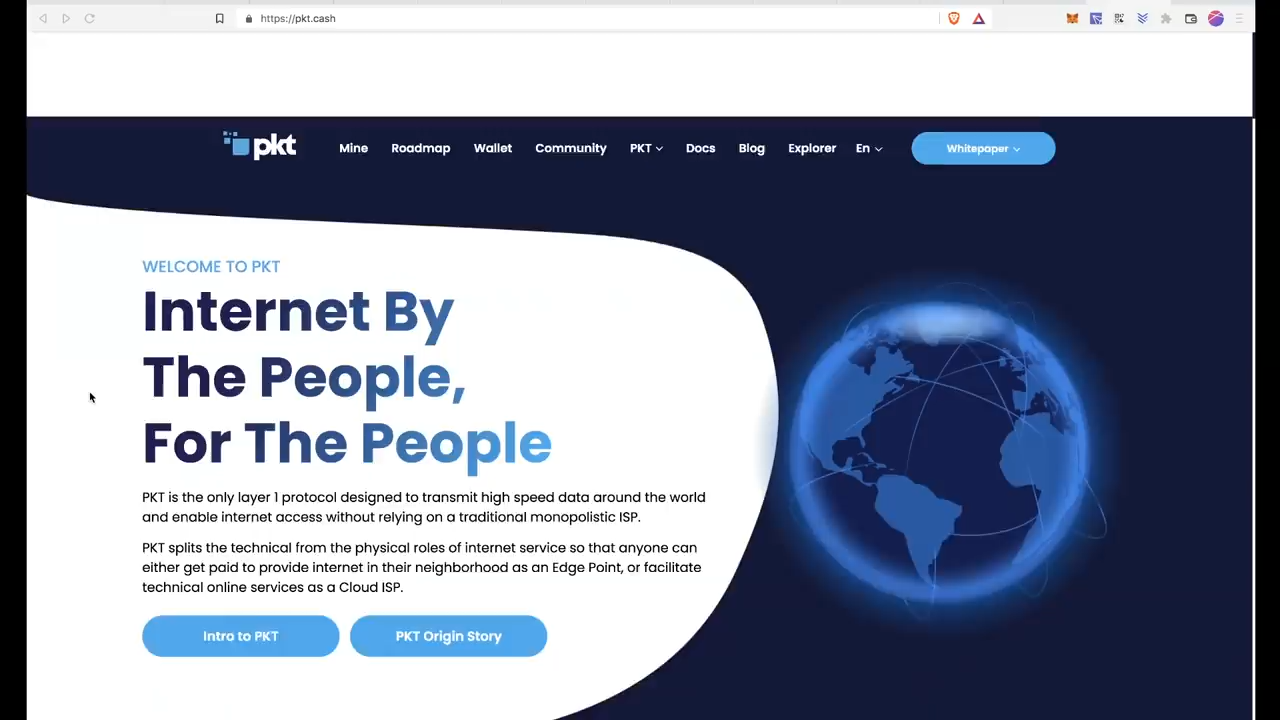 https://pkt.cash
pkt Mine Roadmap Wallet Community PKT Docs Blog Explorer En Whitepaper
WELCOME TO PKT
Internet By
The People,
For The People
PKT is the only layer 1 protocol designed to transmit high speed data around the world
and enable internet access without relying on a traditional monopolistic ISP.
PKT splits the technical from the physical roles of internet service so that anyone can
either get paid to provide internet in their neighborhood as an Edge Point, or facilitate
technical online services as a Cloud ISP.
Intro to PKT PKT Origin Story